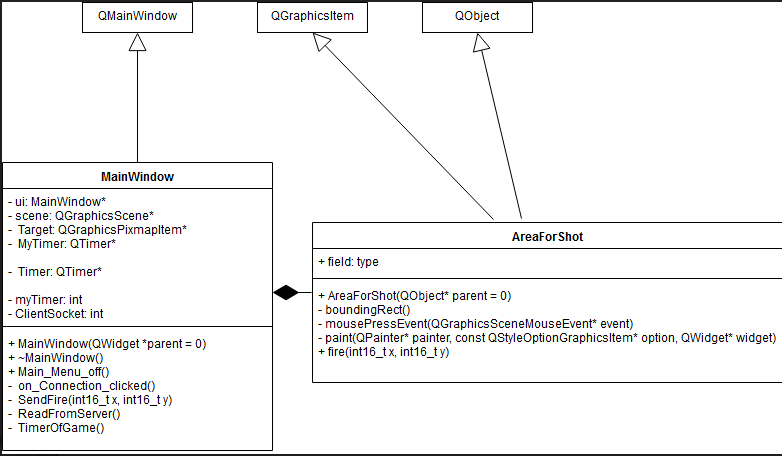 QMainWindow
QGraphicsItem
QObject
MainWindow
- ui: MainWindow*
- scene: QGraphicsScene*
- Target: QGraphicsPixmapItem*
- MyTimer: QTimer*
- Timer: QTimer*
- myTimer: int
- ClientSocket: int
+ MainWindow(QWidget *parent = 0)
+ ~MainWindow()
+ Main_Menu_off()
- on_Connection_clicked()
- SendFire(int16_t x, int16_t y)
- ReadFromServer()
- TimerOfGame()
AreaForShot
+ field: type
+ AreaForShot(QObject* parent = 0)
- boundingRect()
- mousePressEvent(QGraphicsSceneMouseEvent* event)
- paint(QPainter* painter, const QStyleOptionGraphicsItem* option, QWidget* widget)
+ fire(int16_t x, int16_t y)